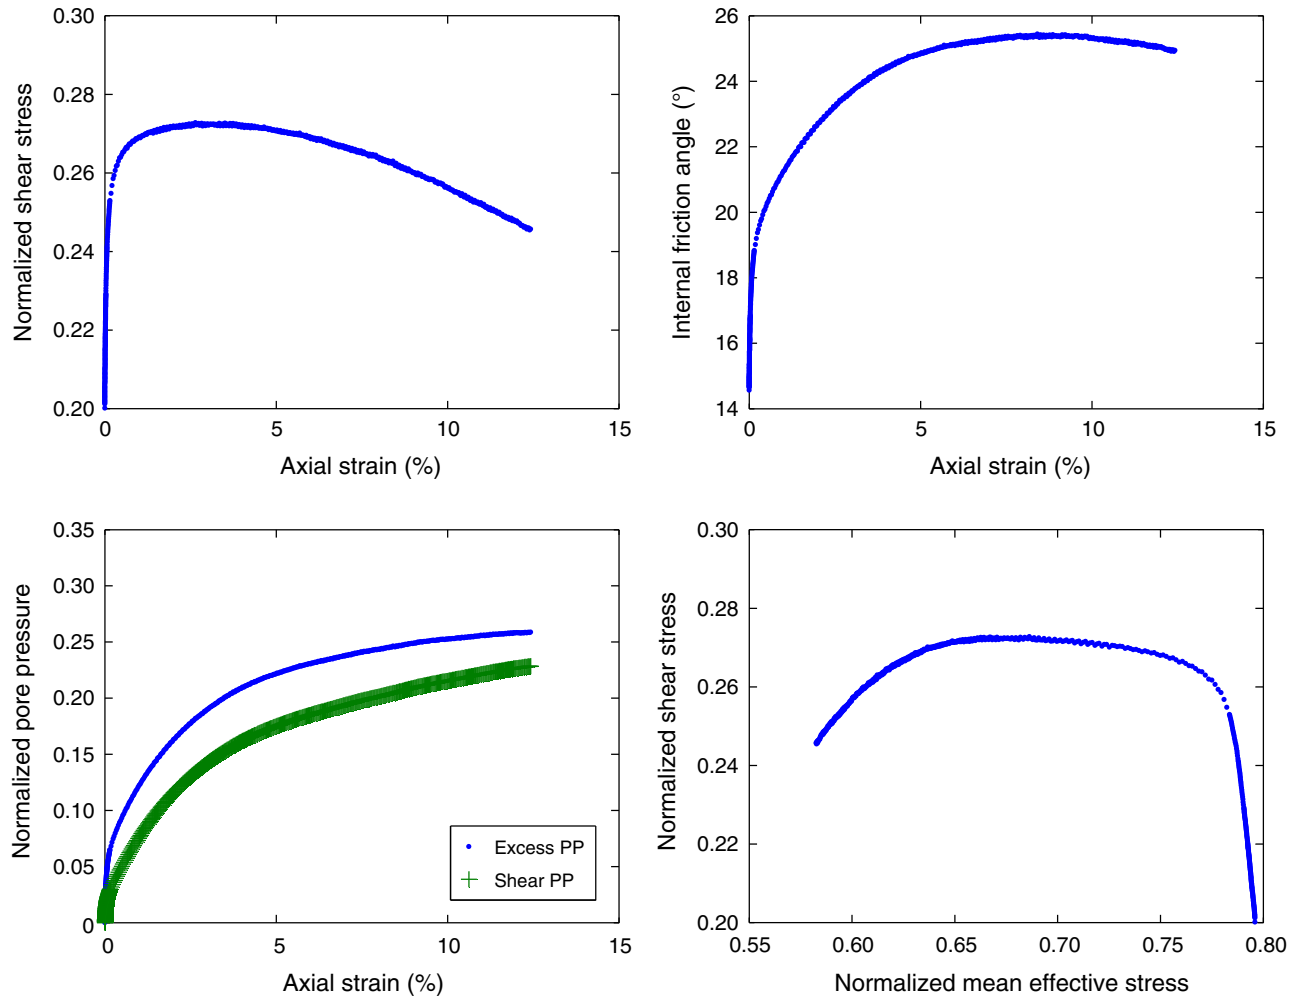 0.30
0.28
0.26
0.24
0.22
0.20
0 5 10 15
Normalized shear stress
Axial strain (%)
26
24
22
20
18
16
14
0 5 10 15
Internal friction angle (°)
Axial strain (%)
0.35
0.30
0.25
0.20
0.15
0.10
0.05
0
0 5 10 15
Normalized pore pressure
Axial strain (%)
Excess PP
Shear PP
0.30
0.28
0.26
0.24
0.22
0.20
0.55 0.60 0.65 0.70 0.75 0.80
Normalized shear stress
Normalized mean effective stress